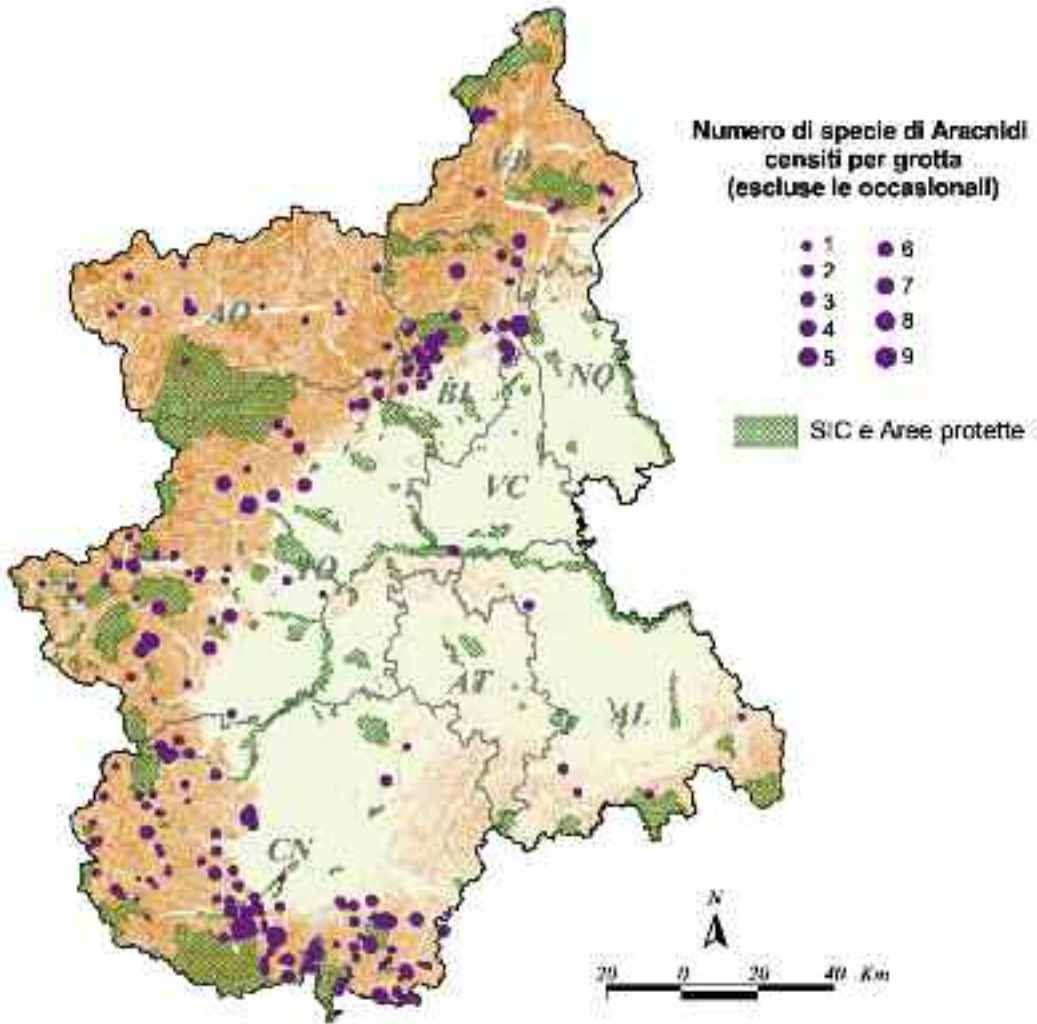 Numero di specie di Aracnidi
censiti per grotta
(escluse le occasionali)
1
2
3
4
5
6
7
8
9
SIC e Aree protette
VB
AO
BI
NO
VC
TO
AT
AL
CN
N
20 0 20 40 Km